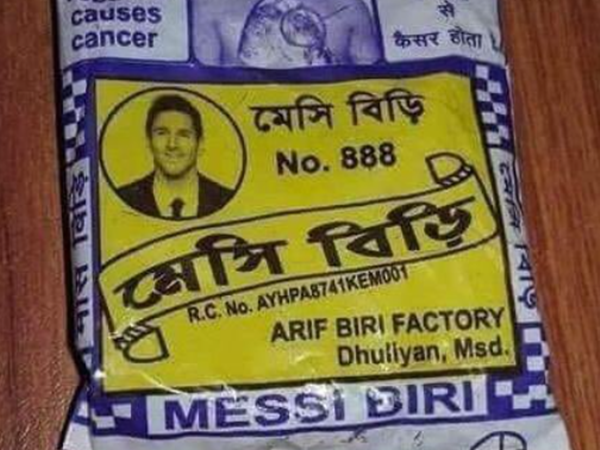 causes
cancer
से
कैसर होता
মেসি বিড়ি
No. 888
মেসি বিড়ি
R.C. No. AYHPA8741KEM001
ARIF BIRI FACTORY
Dhuliyan, Msd.
মেসি বিড়ি
মেসি বিড়ি
MESSI BIRI